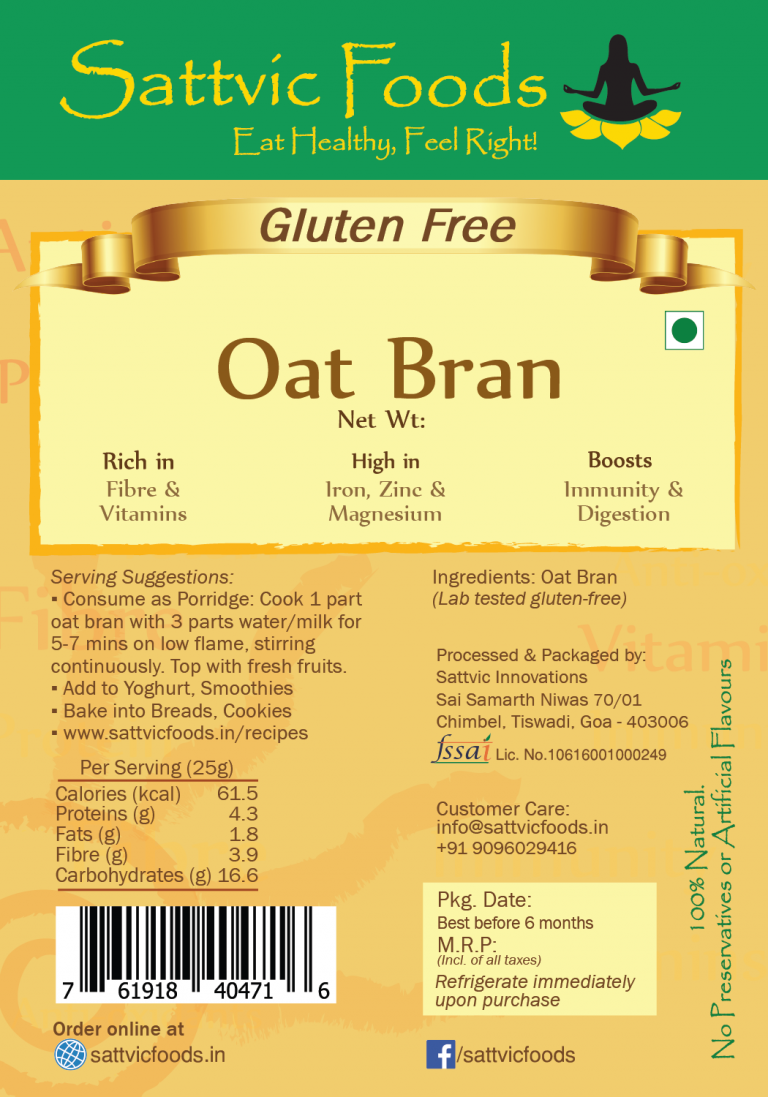 Sattvic Foods
Eat Healthy, Feel Right!
Gluten Free
Oat Bran
Net Wt:
Rich in
Fibre &
Vitamins
High in
Iron, Zinc &
Magnesium
Boosts
Immunity &
Digestion
Serving Suggestions:
▪ Consume as Porridge: Cook 1 part
oat bran with 3 parts water/milk for
5-7 mins on low flame, stirring
continuously. Top with fresh fruits.
▪ Add to Yoghurt, Smoothies
▪ Bake into Breads, Cookies
▪ www.sattvicfoods.in/recipes
Per Serving (25g)
Calories (kcal) 61.5
Proteins (g) 4.3
Fats (g) 1.8
Fibre (g) 3.9
Carbohydrates (g) 16.6
7 61918 40471 6
Order online at
sattvicfoods.in
Ingredients: Oat Bran
(Lab tested gluten-free)
Processed & Packaged by:
Sattvic Innovations
Sai Samarth Niwas 70/01
Chimbel, Tiswadi, Goa - 403006
fssai Lic. No.10616001000249
Customer Care:
info@sattvicfoods.in
+91 9096029416
Pkg. Date:
Best before 6 months
M.R.P:
(Incl. of all taxes)
Refrigerate immediately
upon purchase
f/sattvicfoods
100% Natural.
No Preservatives or Artificial Flavours